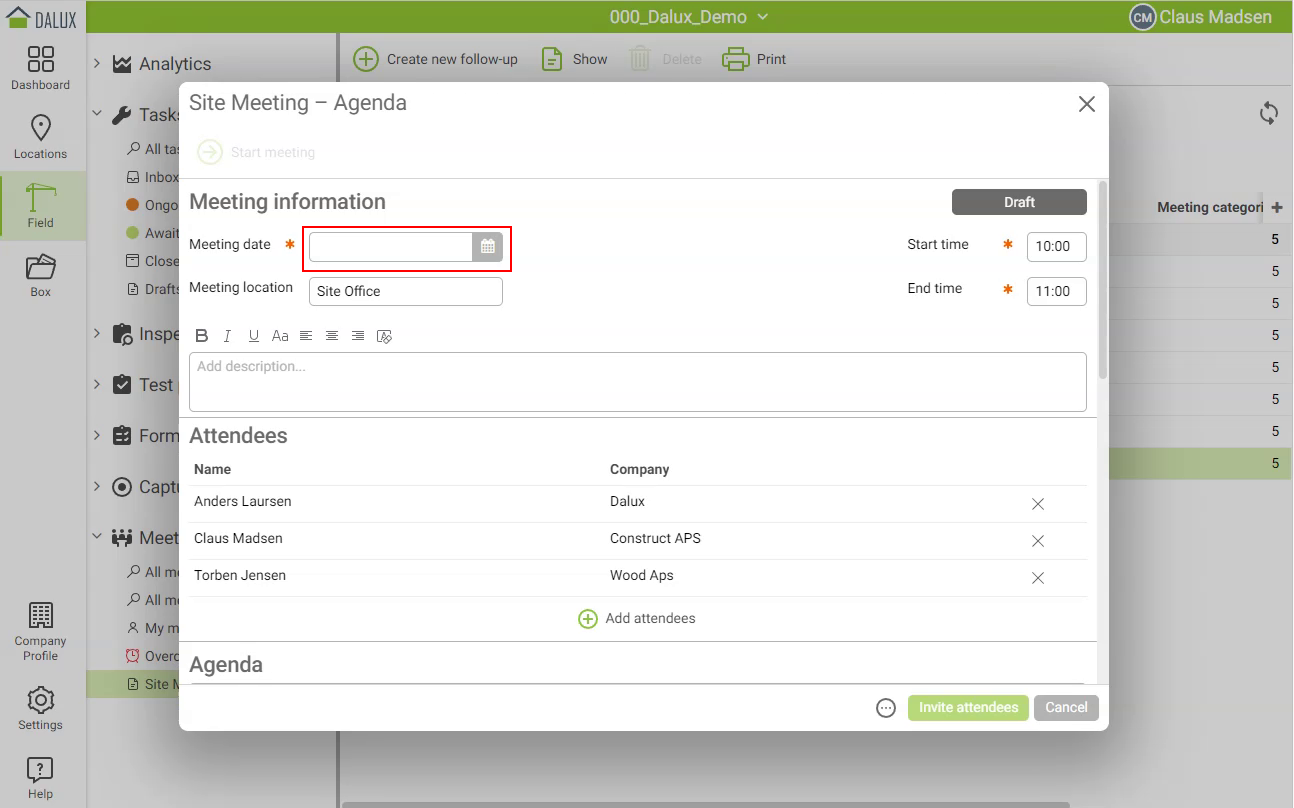 DALUX
000_Dalux_Demo
CM Claus Madsen
Dashboard
Locations
Field
Box
Company
Profile
Settings
Help
Analytics
Tasks
All tas
Inbox
Ongo
Await
Close
Drafts
Inspe
Test
Form
Captu
Meet
All me
All me
My m
Overd
Site M
Create new follow-up
Show
Delete
Print
Meeting categori
5
5
5
5
5
5
5
5
Site Meeting – Agenda
Start meeting
Meeting information
Draft
Meeting date *
Start time * 10:00
Meeting location Site Office
End time * 11:00
B I U Aa
Add description...
Attendees
Name Company
Anders Laursen Dalux
Claus Madsen Construct APS
Torben Jensen Wood Aps
Add attendees
Agenda
Invite attendees Cancel